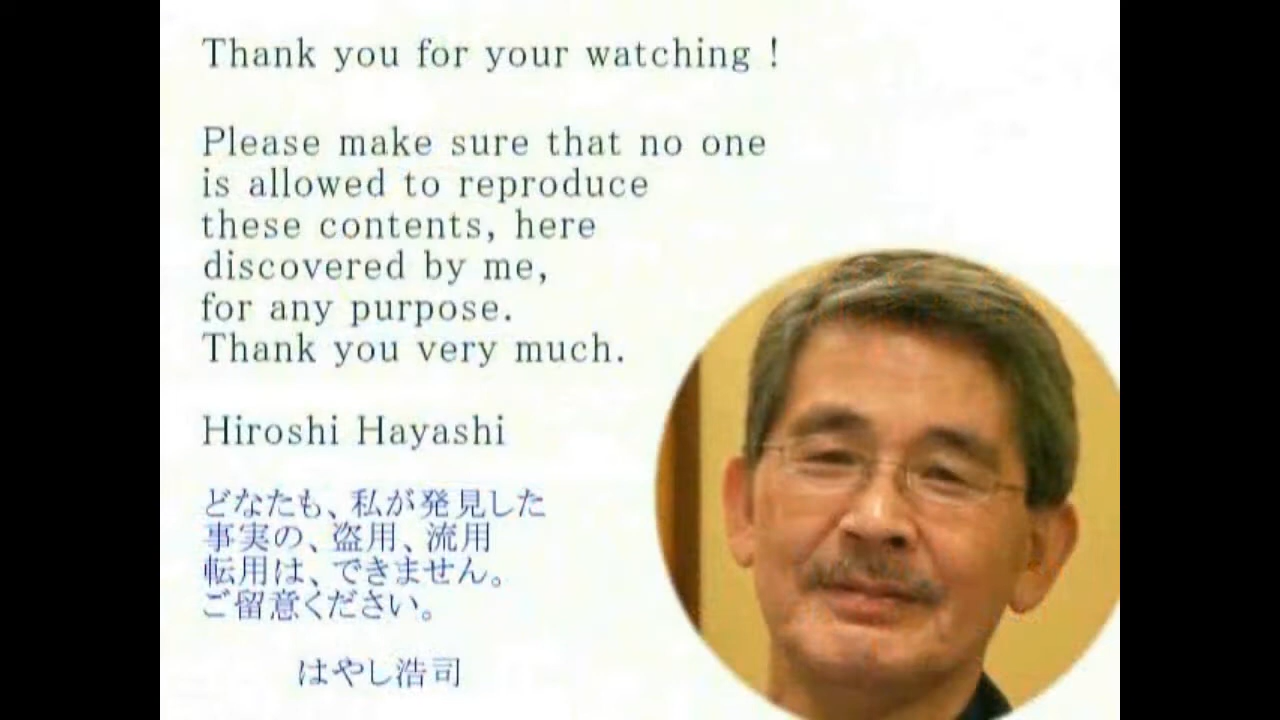 Thank you for your watching !
Please make sure that no one
is allowed to reproduce
these contents, here
discovered by me,
for any purpose.
Thank you very much.
Hiroshi Hayashi
どなたも、私が発見した
事実の、盗用、流用
転用は、できません。
ご留意ください。
はやし浩司